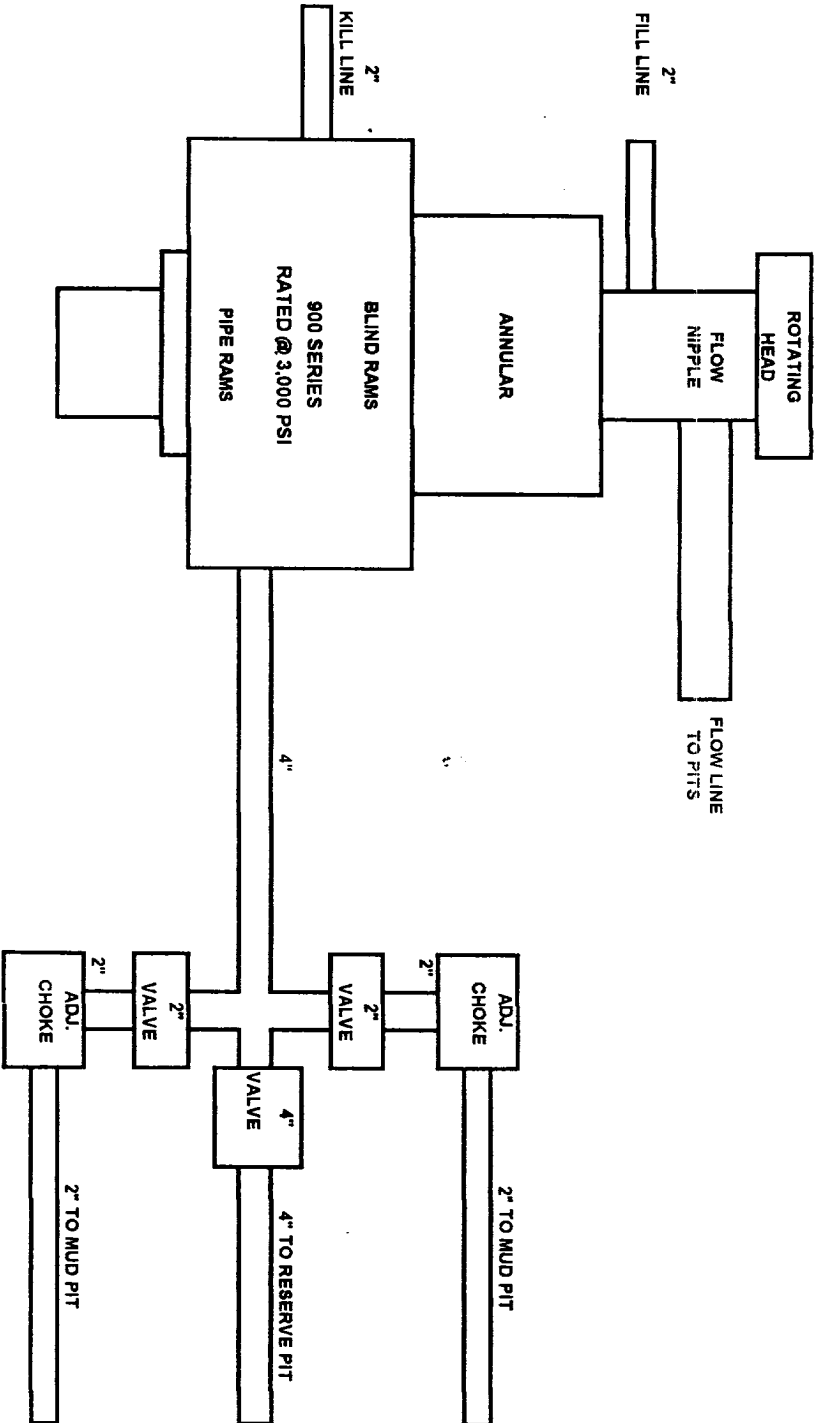 ROTATING
HEAD
2"
FILL LINE
FLOW
NIPPLE
FLOW LINE
TO PITS
ANNULAR
2"
KILL LINE
BLIND RAMS
900 SERIES
RATED @ 3,000 PSI
PIPE RAMS
4"
ADJ.
CHOKE
2"
2" TO MUD PIT
2"
VALVE
4"
VALVE
4" TO RESERVE PIT
2"
VALVE
2"
ADJ.
CHOKE
2" TO MUD PIT